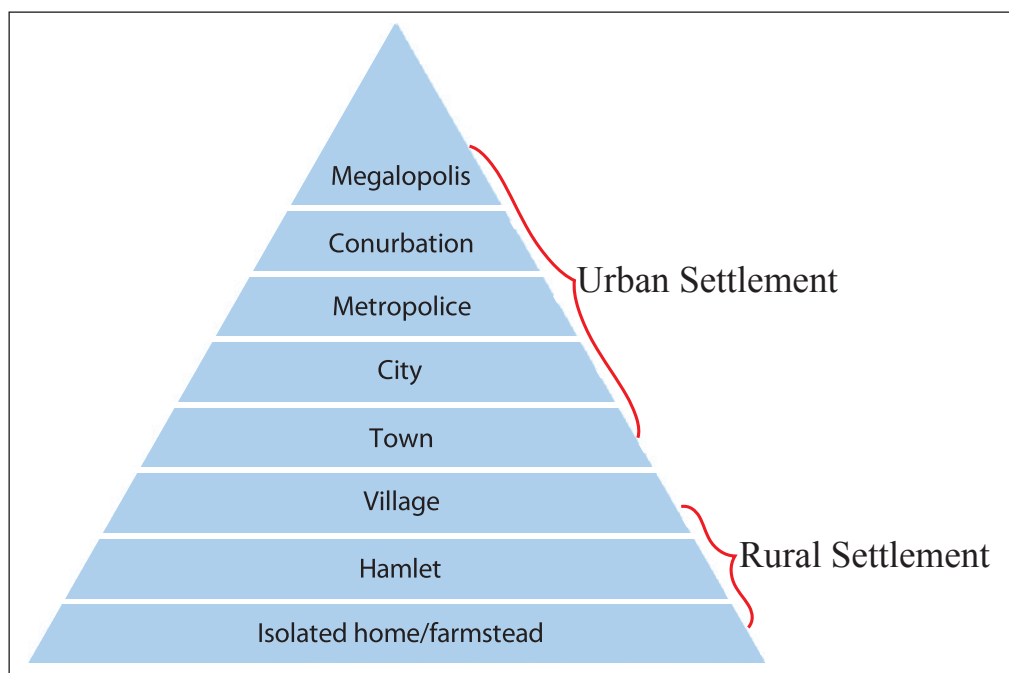 Megalopolis
Conurbation
Urban Settlement
Metropolice
City
Town
Village
Rural Settlement
Hamlet
Isolated home/farmstead